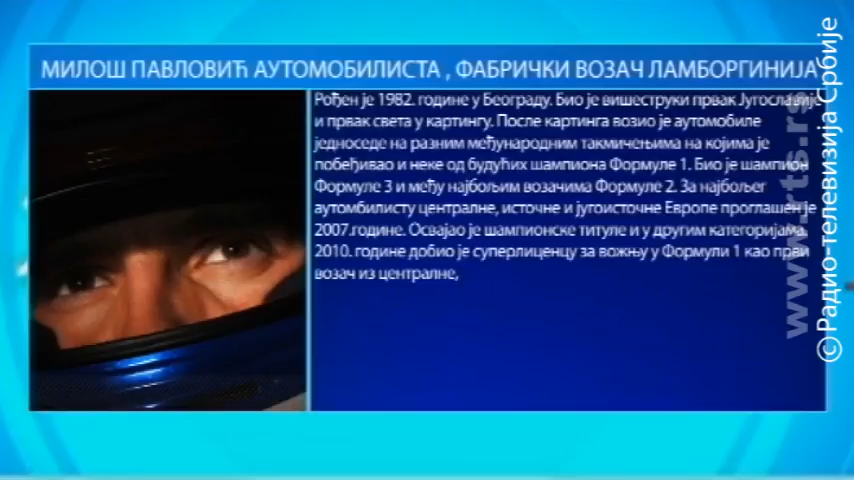 МИЛОШ ПАВЛОВИЋ АУТОМОБИЛИСТА , ФАБРИЧКИ ВОЗАЧ ЛАМБОРГИНИЈА
Рођен је 1982. године у Београду. Био је вишеструки првак Југославије
и првак света у картингу. После картинга возио је аутомобиле
једноседе на разним међународним такмичењима на којима је
побеђивао и неке од будућих шампиона Формуле 1. Био је шампион
Формуле 3 и међу најбољим возачима Формуле 2. За најбољег
аутомбилисту централне, источне и југоисточне Европе проглашен је
2007.године. Освајао је шампионске титуле и у другим категоријама.
2010. године добио је суперлиценцу за вожњу у Формули 1 као први
возач из централне,
www.rts.rs
© Радио-телевизија Србије